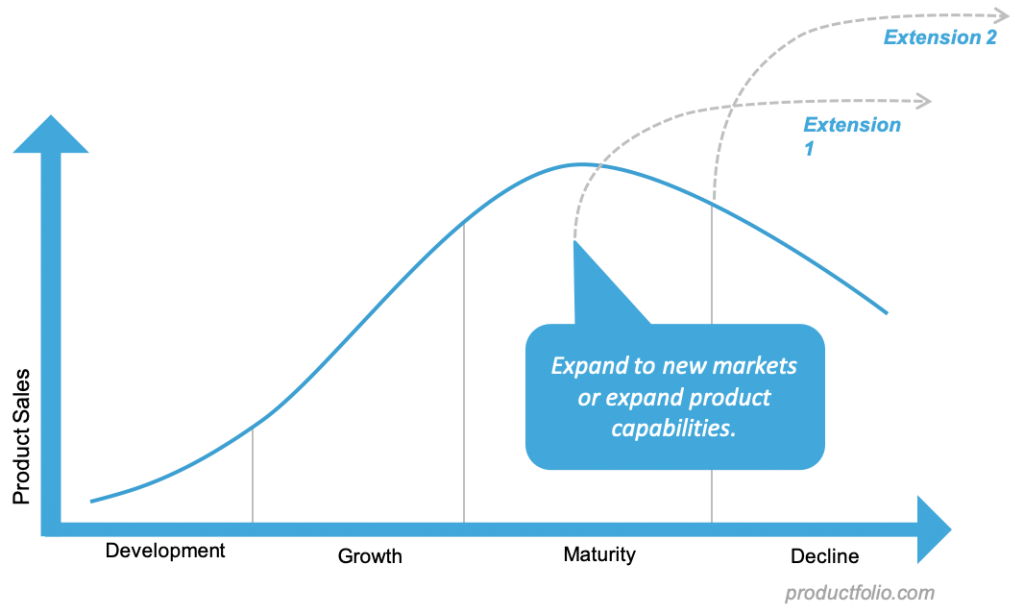 Extension 2
Extension
1
Expand to new markets
or expand product
capabilities.
Product Sales
Development
Growth
Maturity
Decline
productfolio.com